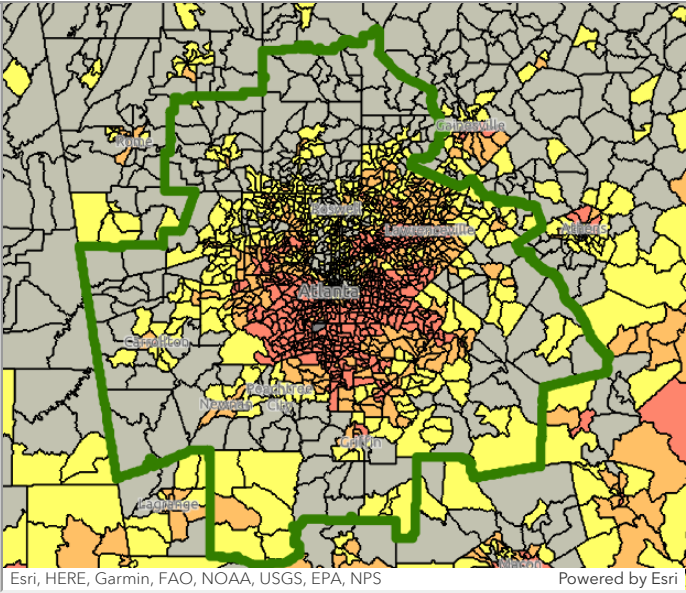 Gainesville
Rome
Roswell
Athens
Lawrenceville
Atlanta
Carrollton
Peachtree
City
Newnan
Griffin
Lagrange
Macon
Esri, HERE, Garmin, FAO, NOAA, USGS, EPA, NPS
Powered by Esri